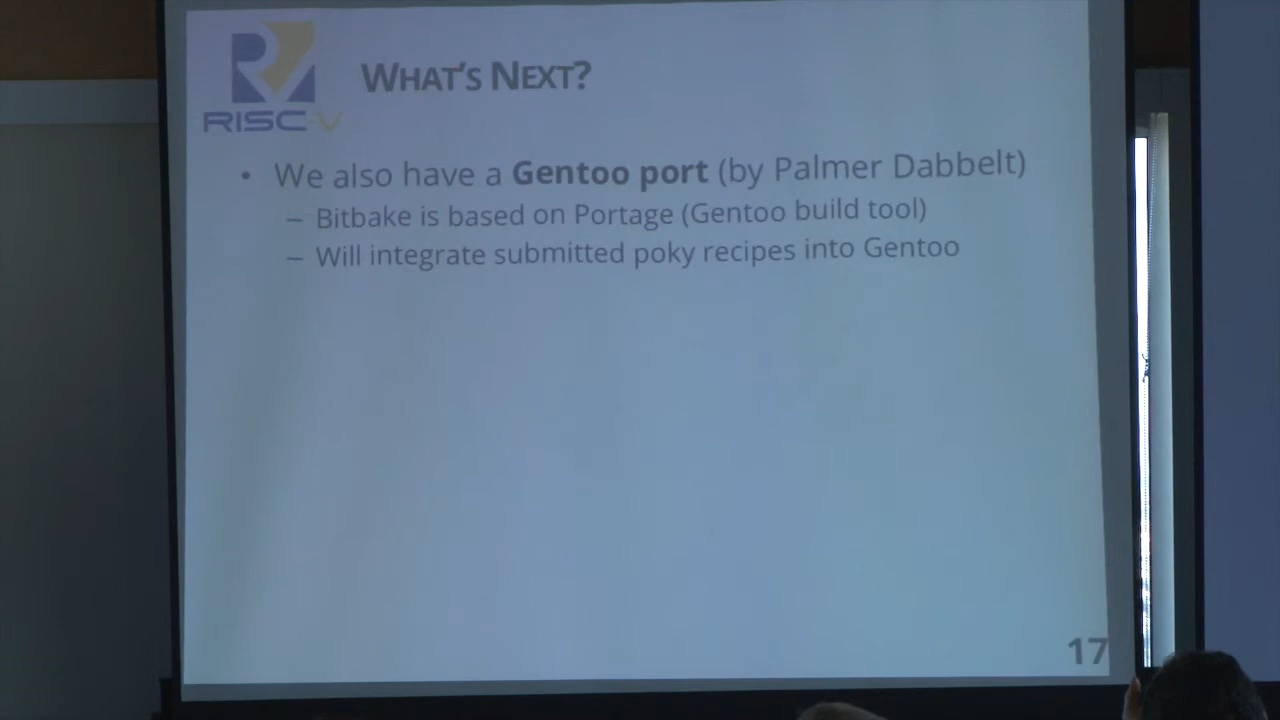 RISC-V
WHAT'S NEXT?
• We also have a Gentoo port (by Palmer Dabbelt)
– Bitbake is based on Portage (Gentoo build tool)
– Will integrate submitted poky recipes into Gentoo
17